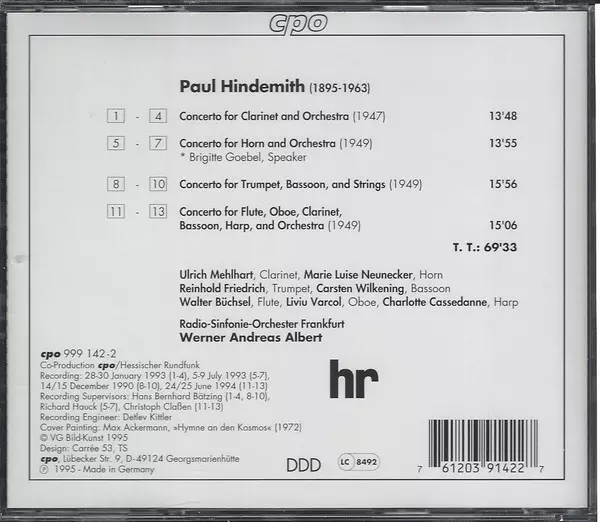 cpo
Paul Hindemith (1895-1963)
1 - 4 Concerto for Clarinet and Orchestra (1947) 13'48
5 - 7 Concerto for Horn and Orchestra (1949) 13'55
* Brigitte Goebel, Speaker
8 - 10 Concerto for Trumpet, Bassoon, and Strings (1949) 15'56
11 - 13 Concerto for Flute, Oboe, Clarinet,
Bassoon, Harp, and Orchestra (1949) 15'06
T. T.: 69'33
Ulrich Mehlhart, Clarinet, Marie Luise Neunecker, Horn
Reinhold Friedrich, Trumpet, Carsten Wilkening, Bassoon
Walter Büchsel, Flute, Liviu Varcol, Oboe, Charlotte Cassedanne, Harp
Radio-Sinfonie-Orchester Frankfurt
Werner Andreas Albert
cpo 999 142-2
Co-Production cpo/Hessischer Rundfunk
Recording: 28-30 January 1993 (1-4), 5-9 July 1993 (5-7),
14/15 December 1990 (8-10), 24/25 June 1994 (11-13)
Recording Supervisors: Hans Bernhard Bätzing (1-4, 8-10),
Richard Hauck (5-7), Christoph Claßen (11-13)
Recording Engineer: Detlev Kittler
Cover Painting: Max Ackermann, »Hymne an den Kosmos« (1972)
© VG Bild-Kunst 1995
Design: Carrée 53, TS
cpo, Lübecker Str. 9, D-49124 Georgsmarienhütte
℗ 1995 - Made in Germany
hr
DDD
LC 8492
7 61203 91422 7